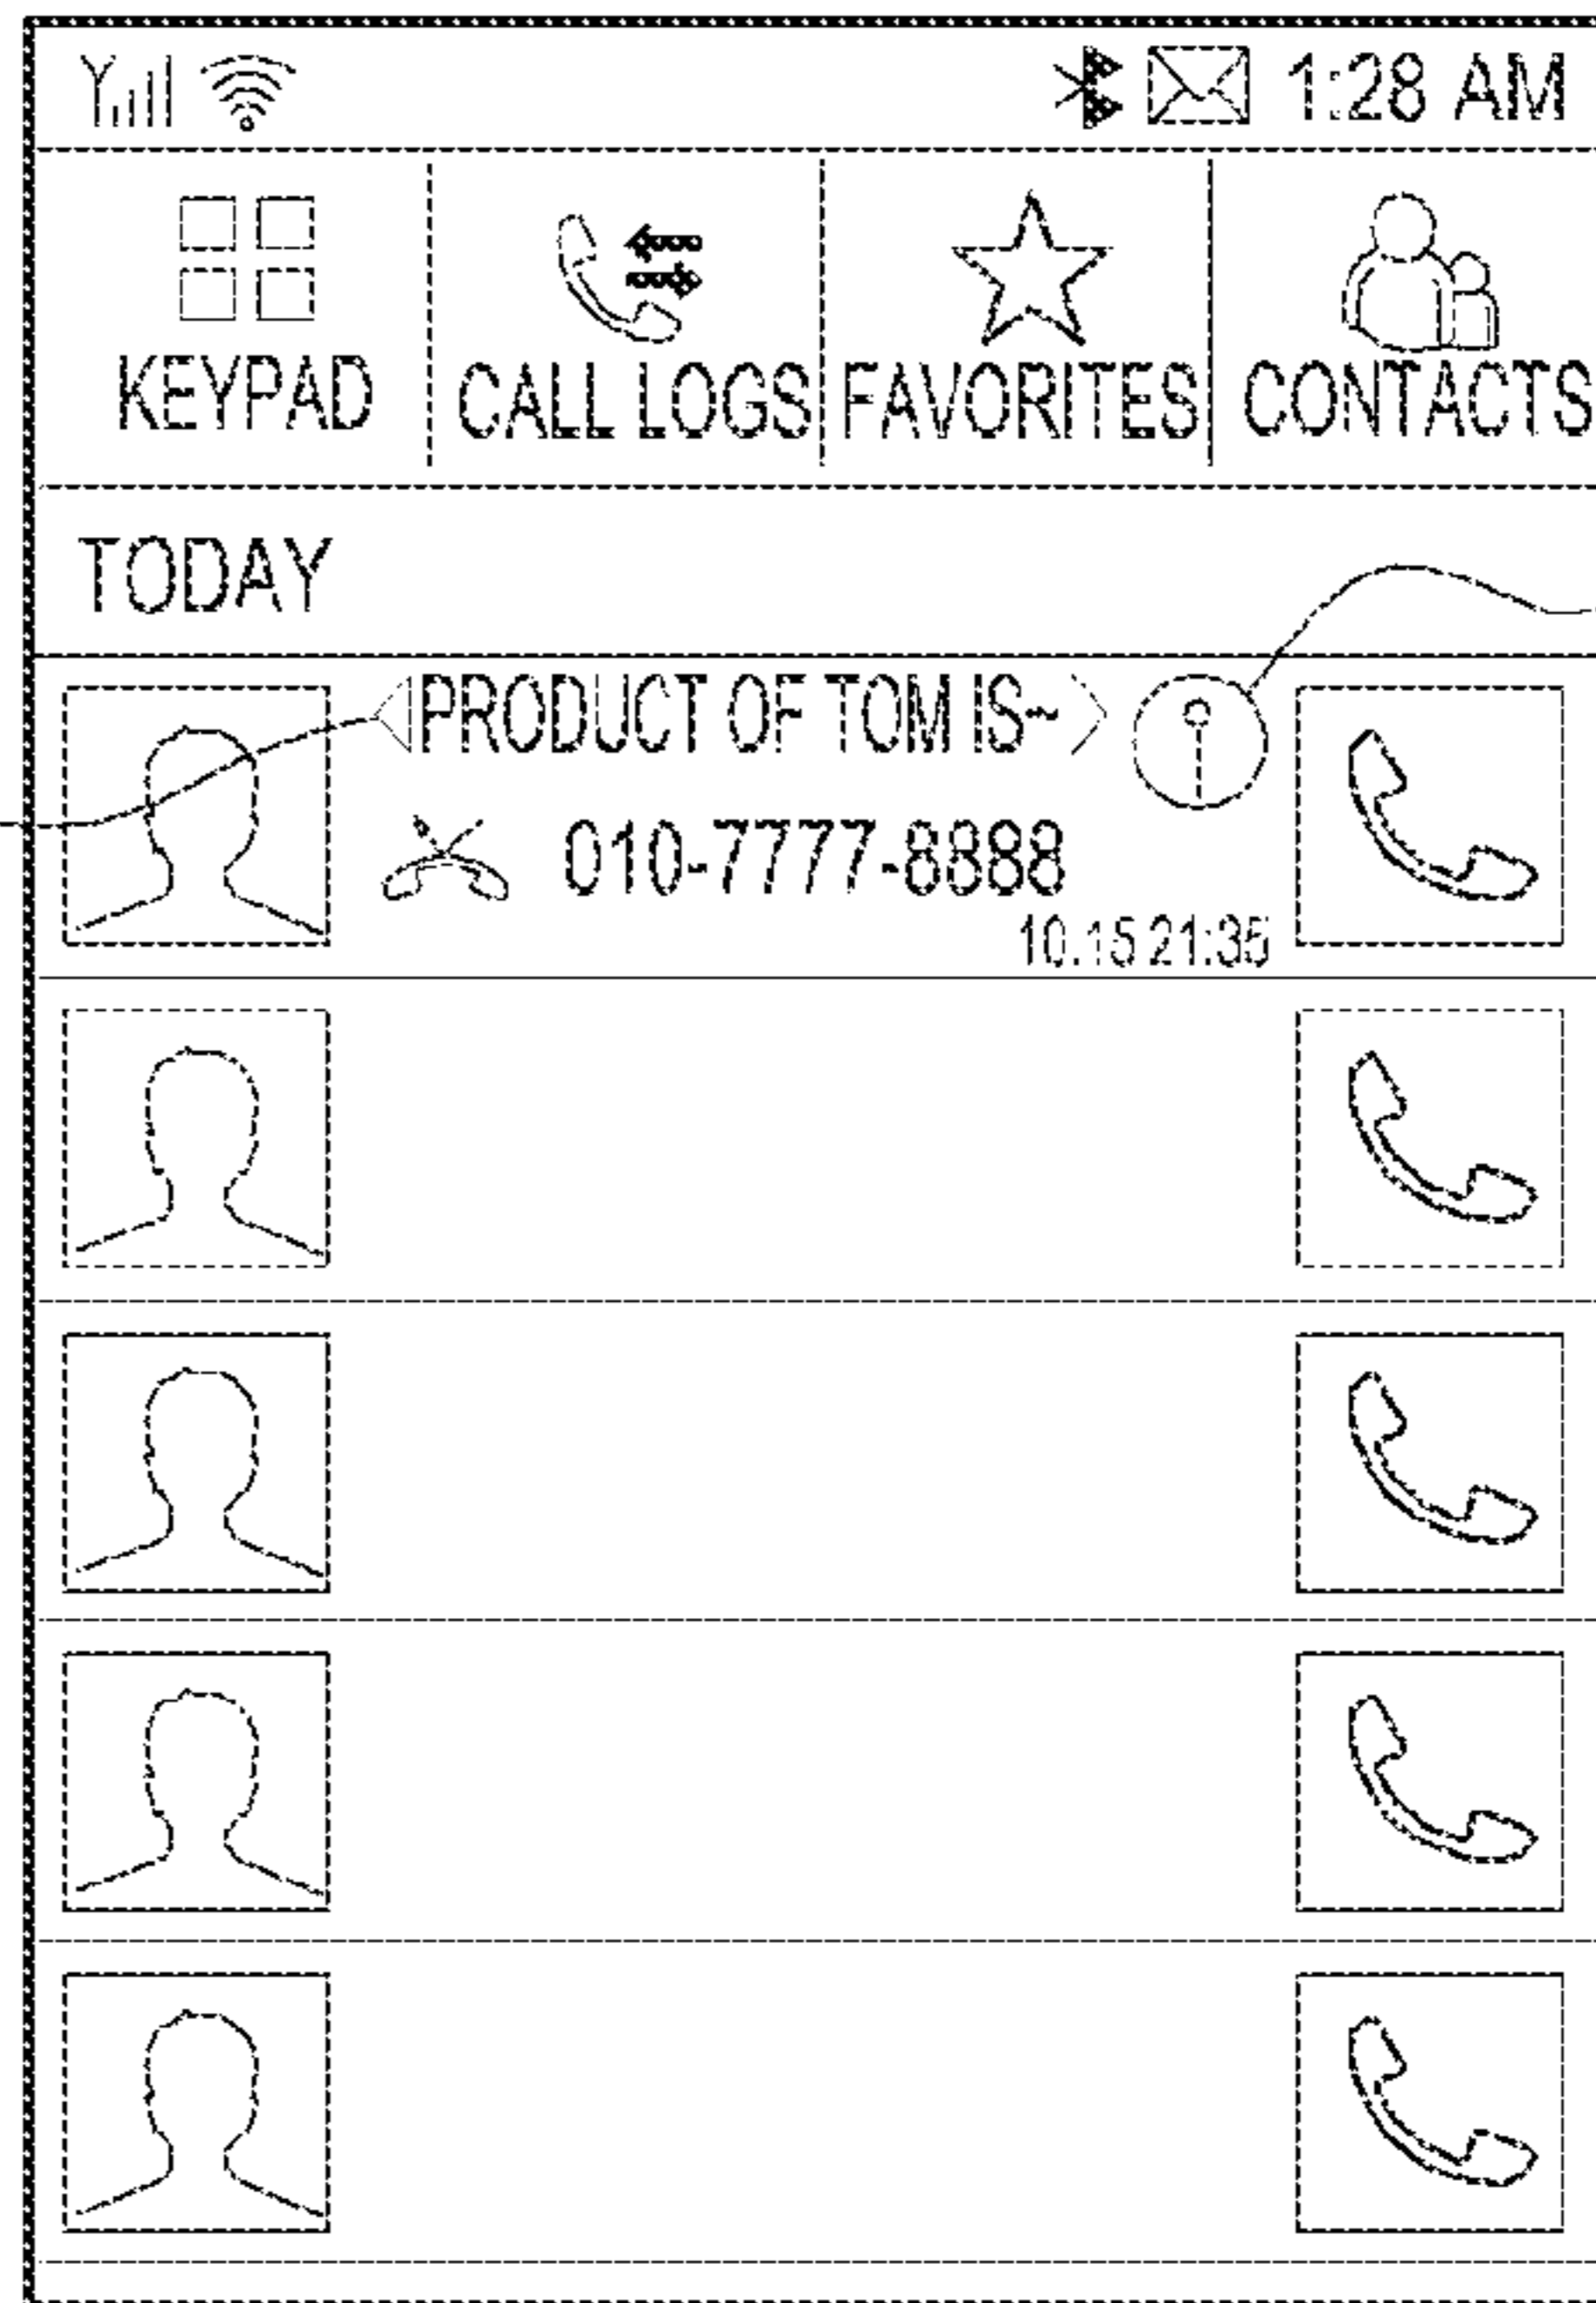 1:28 AM
KEYPAD CALL LOGS FAVORITES CONTACTS
TODAY
PRODUCT OF TOM IS~
010-7777-8888
10.15 21:35